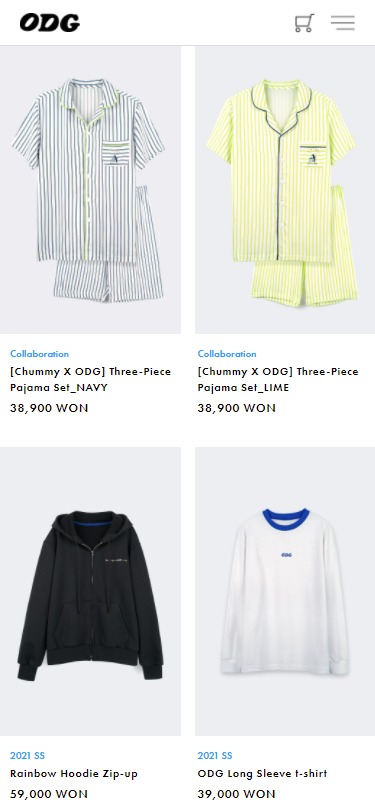 ODG
Collaboration
[Chummy X ODG] Three-Piece
Pajama Set_NAVY
38,900 WON
Collaboration
[Chummy X ODG] Three-Piece
Pajama Set_LIME
38,900 WON
ODG
2021 SS
Rainbow Hoodie Zip-up
59,000 WON
2021 SS
ODG Long Sleeve t-shirt
39,000 WON